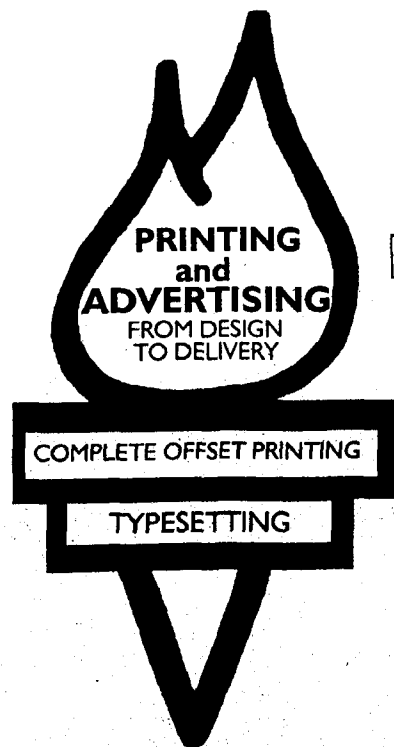 PRINTING
and
ADVERTISING
FROM DESIGN
TO DELIVERY
COMPLETE OFFSET PRINTING
TYPESETTING